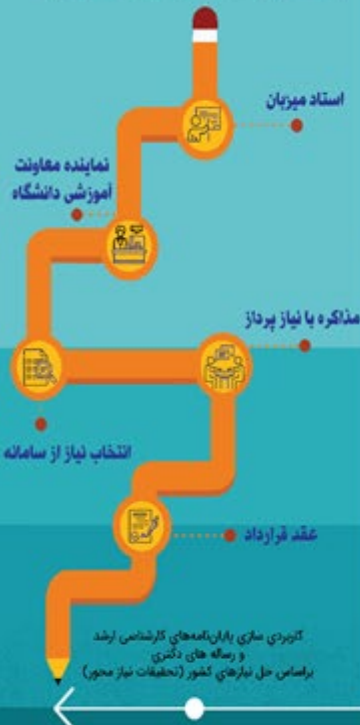 استاد میزبان
نماینده معاونت
آموزشی دانشگاه
مذاکره با نیاز پرداز
انتخاب نیاز از سامانه
عقد قرارداد
کاربردی سازی پایان‌نامه‌های کارشناسی ارشد
و رساله های دکتری
براساس حل نیازهای کشور (تحقیقات نیاز محور)